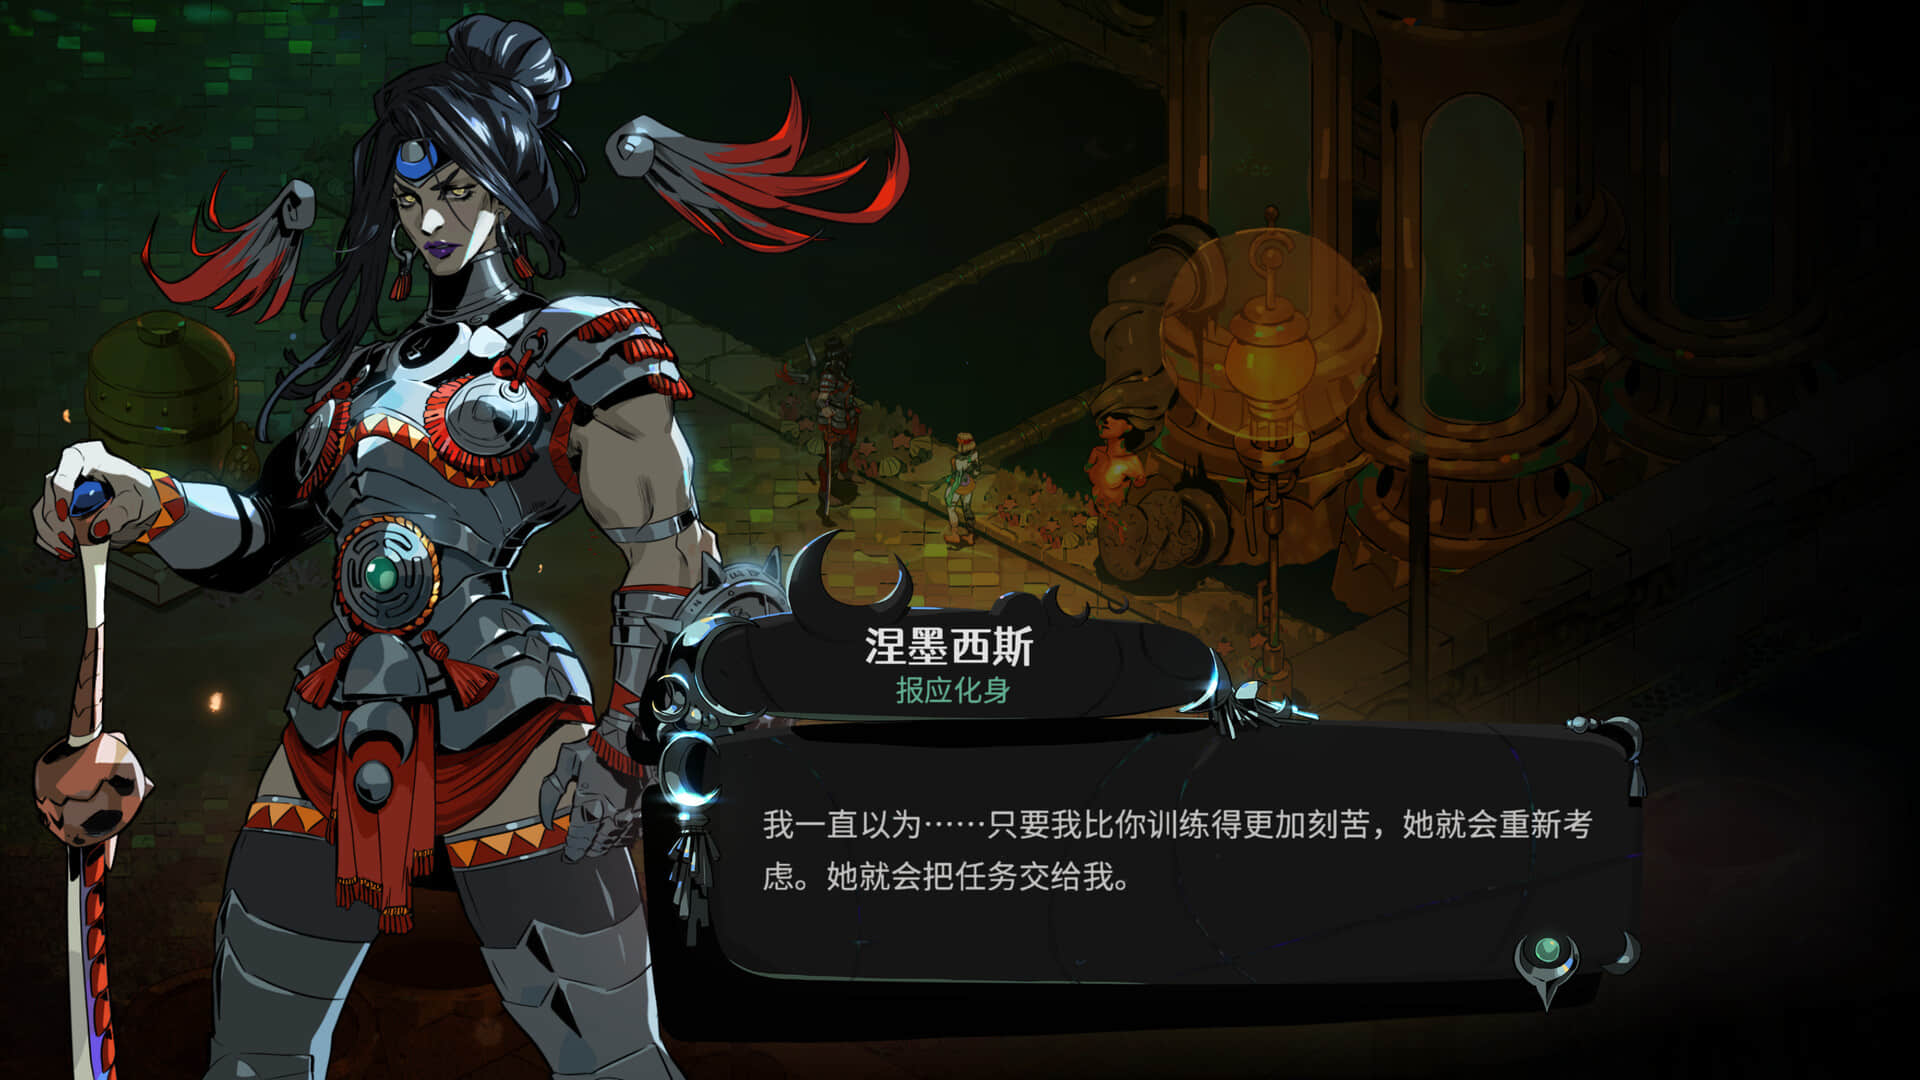 涅墨西斯
报应化身
我一直以为……只要我比你训练得更加刻苦，她就会重新考
虑。她就会把任务交给我。